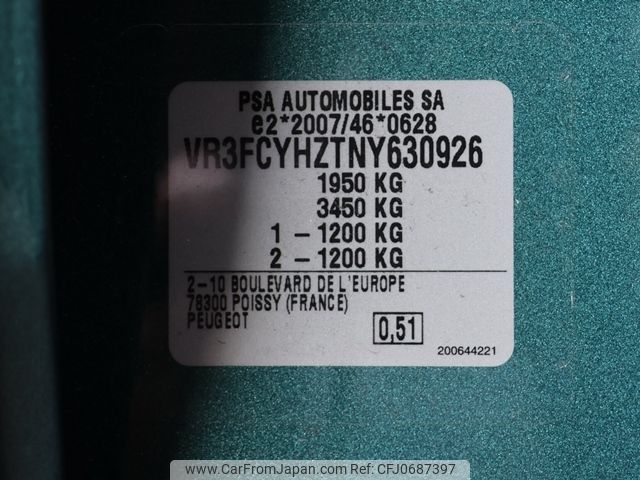 PSA AUTOMOBILES SA
e2*2007/46*0628
VR3FCYHZTNY630926
1950 KG
3450 KG
1 - 1200 KG
2 - 1200 KG
2-10 BOULEVARD DE L'EUROPE
78300 POISSY (FRANCE)
PEUGEOT
0,51
200644221
www.CarFromJapan.com © CFJ0687397